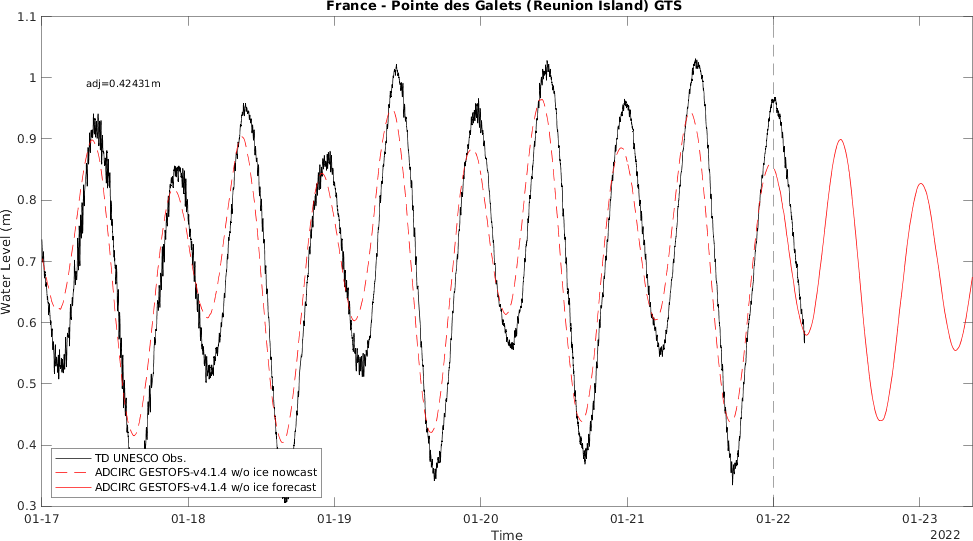 France - Pointe des Galets (Reunion Island) GTS
1.1
1
0.9
0.8
0.7
0.6
0.5
0.4
0.3
Water Level (m)
adj=0.42431m
TD UNESCO Obs.
ADCIRC GESTOFS-v4.1.4 w/o ice nowcast
ADCIRC GESTOFS-v4.1.4 w/o ice forecast
01-17 01-18 01-19 01-20 01-21 01-22 01-23
Time
2022